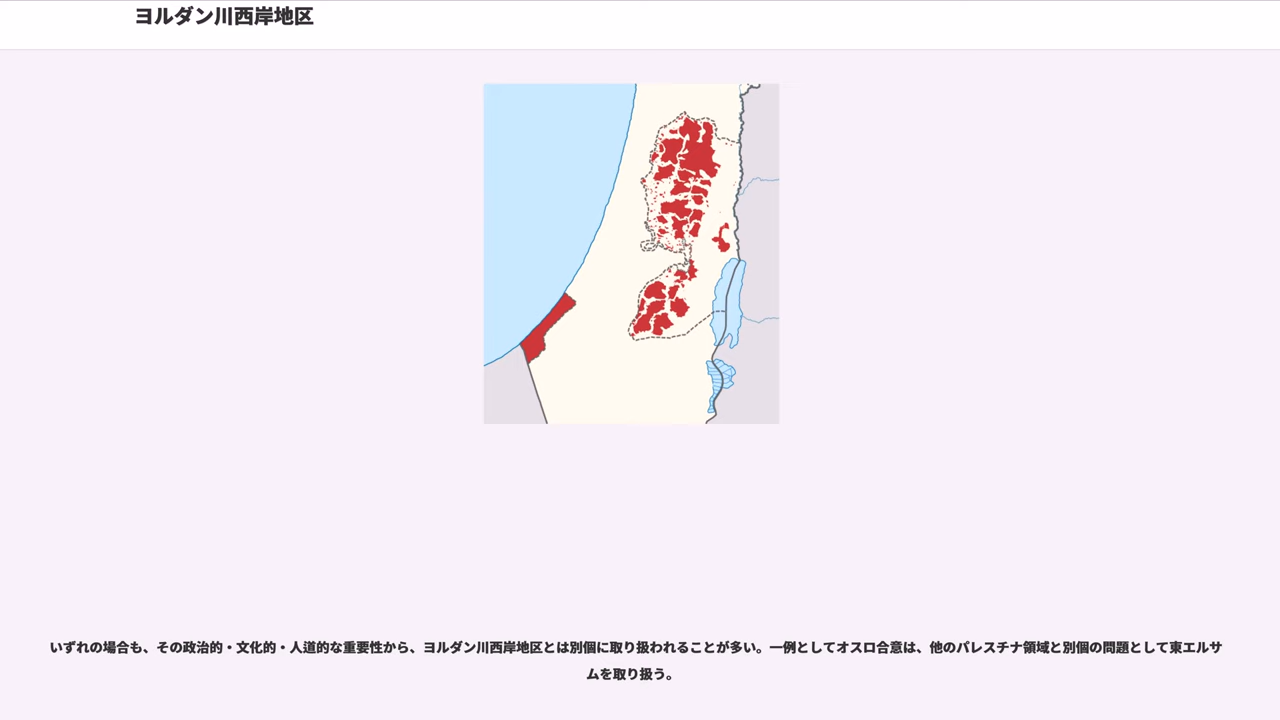 ヨルダン川西岸地区
いずれの場合も、その政治的・文化的・人道的な重要性から、ヨルダン川西岸地区とは別個に取り扱われることが多い。一例としてオスロ合意は、他のパレスチナ領域と別個の問題として東エルサ
ムを取り扱う。